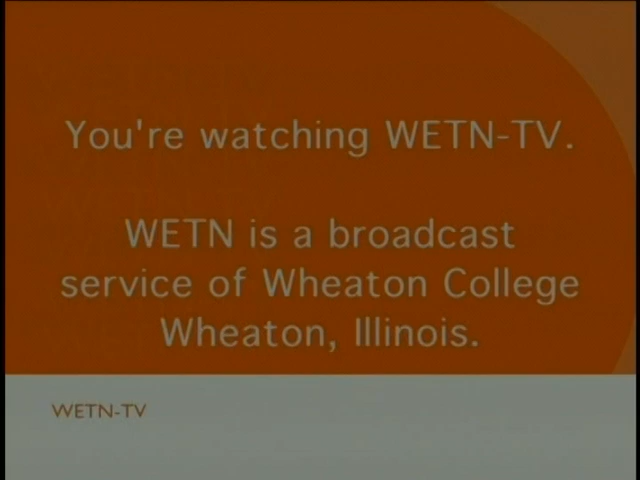 You're watching WETN-TV.
WETN is a broadcast
service of Wheaton College
Wheaton, Illinois.
WETN-TV